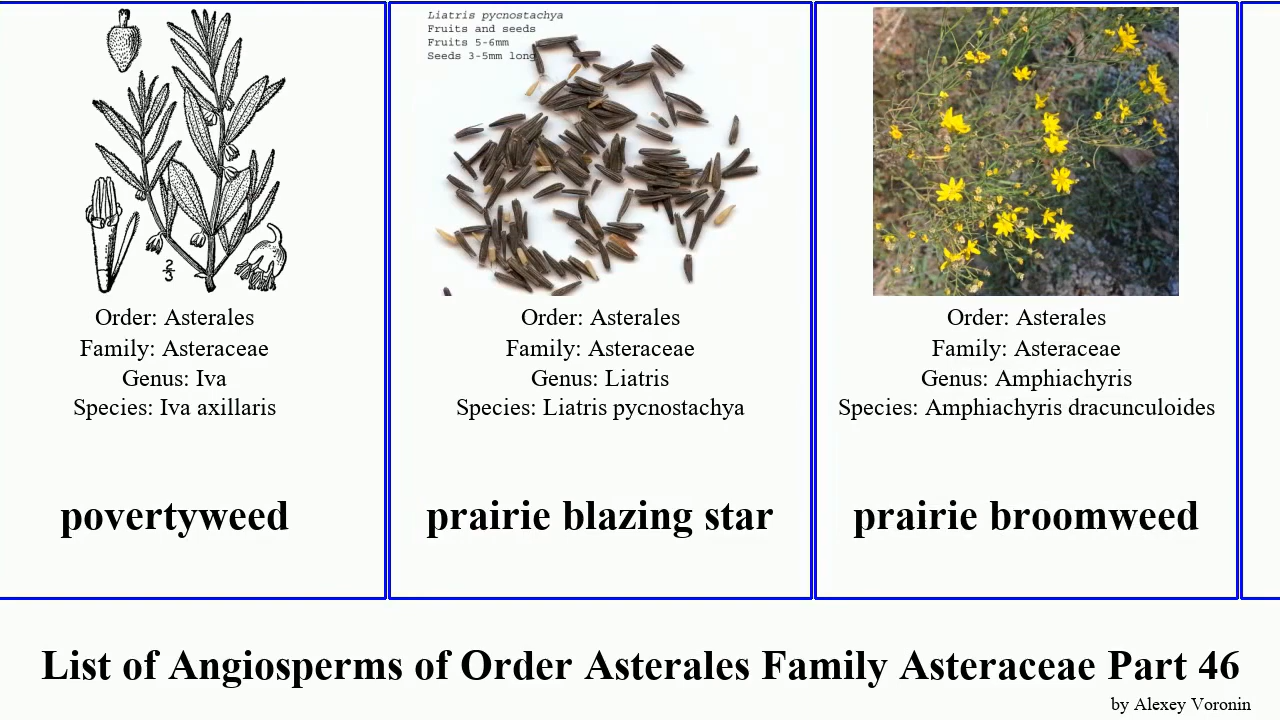 2
3
Order: Asterales
Family: Asteraceae
Genus: Iva
Species: Iva axillaris
povertyweed
Liatris pycnostachya
Fruits and seeds
Fruits 5-6mm
Seeds 3-5mm long
Order: Asterales
Family: Asteraceae
Genus: Liatris
Species: Liatris pycnostachya
prairie blazing star
Order: Asterales
Family: Asteraceae
Genus: Amphiachyris
Species: Amphiachyris dracunculoides
prairie broomweed
List of Angiosperms of Order Asterales Family Asteraceae Part 46
by Alexey Voronin